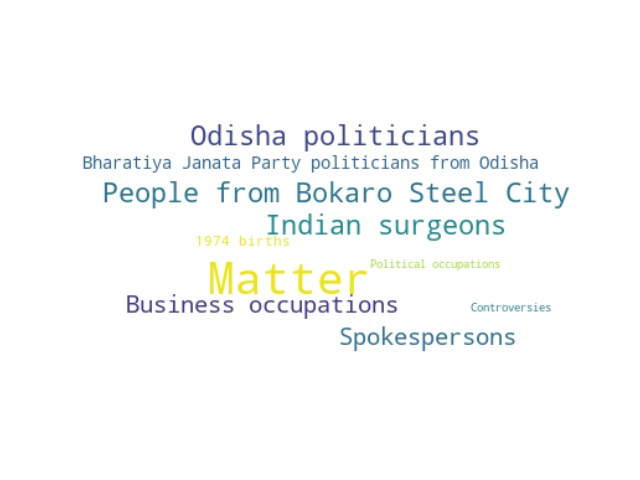 Odisha politicians
Bharatiya Janata Party politicians from Odisha
People from Bokaro Steel City
Indian surgeons
1974 births
Political occupations
Matter
Business occupations
Controversies
Spokespersons